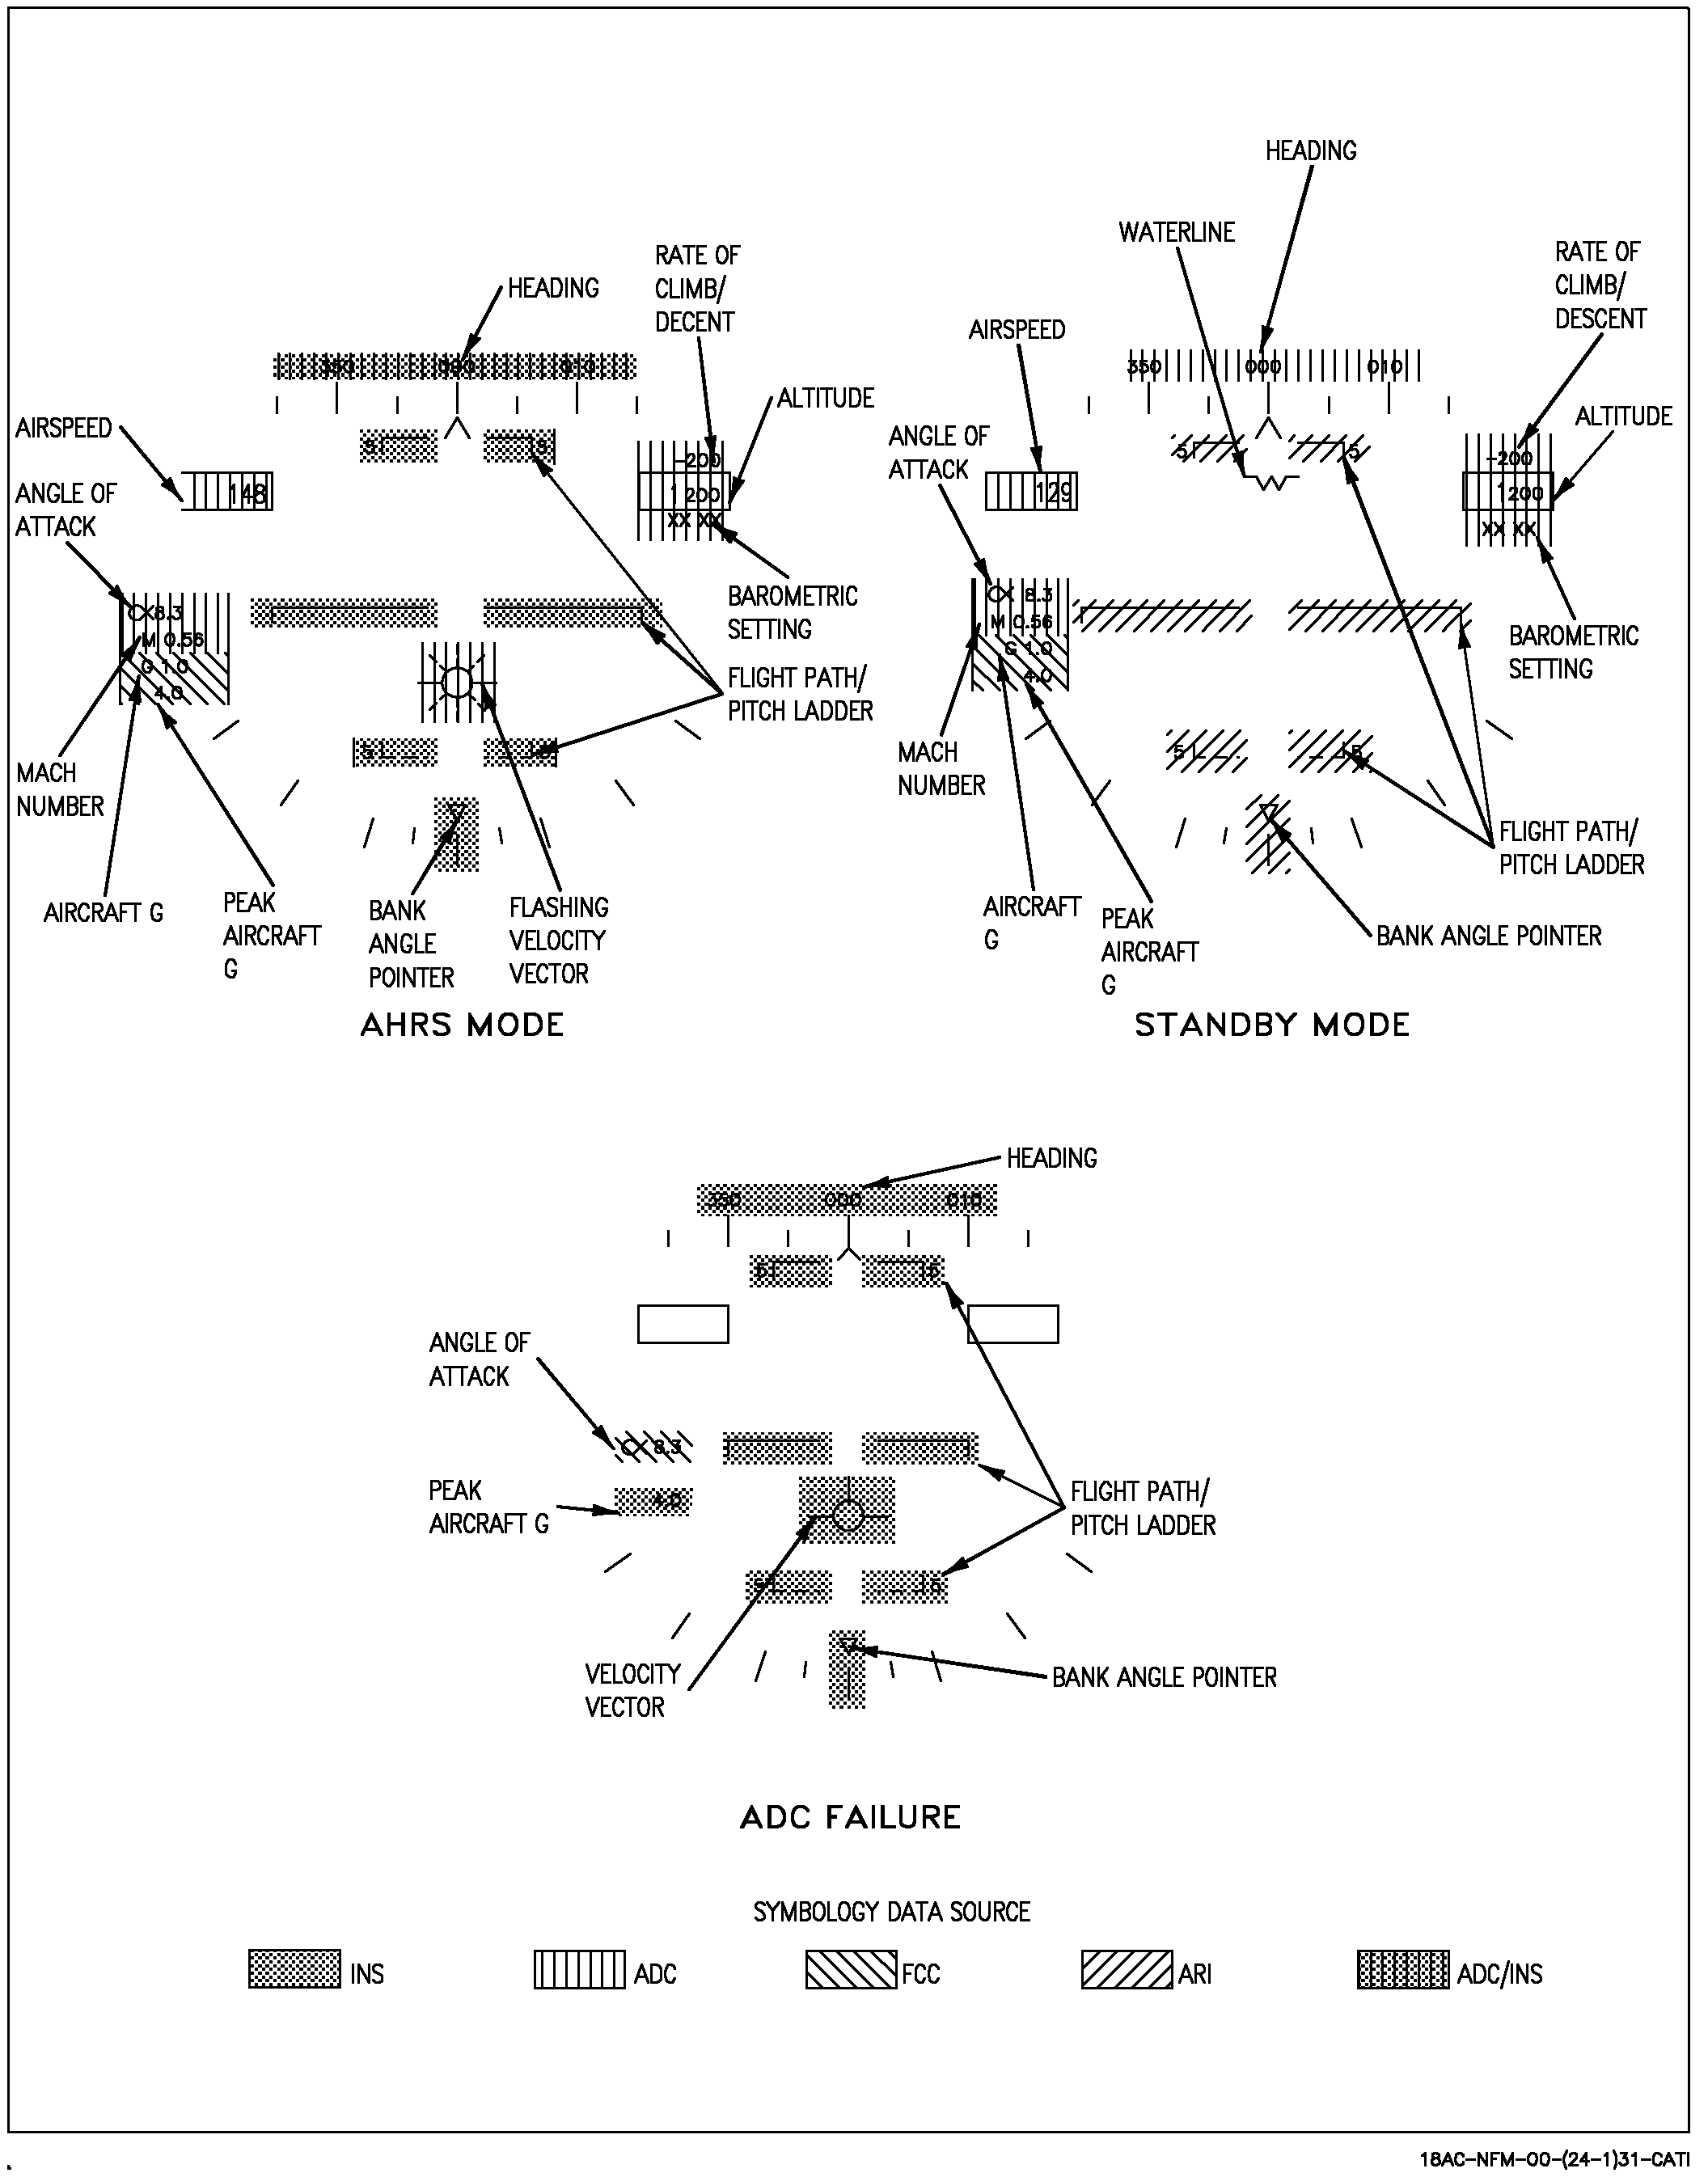 HEADING
WATERLINE
RATE OF
CLIMB/
DECENT
HEADING
AIRSPEED
RATE OF
CLIMB/
DESCENT
350 000 010
350 000 010
ALTITUDE
ALTITUDE
AIRSPEED
ANGLE OF
ATTACK
5 5
-200
5 5
-200
ANGLE OF
ATTACK
148
1 200
XX XX
129
1200
XX XX
BAROMETRIC
SETTING
α 8.3
M 0.56
G 1.0
4.0
α 8.3
M 0.56
G 1.0
4.0
BAROMETRIC
SETTING
FLIGHT PATH/
PITCH LADDER
5 5
5 5
MACH
NUMBER
MACH
NUMBER
FLIGHT PATH/
PITCH LADDER
AIRCRAFT G
PEAK
AIRCRAFT
G
BANK
ANGLE
POINTER
FLASHING
VELOCITY
VECTOR
AIRCRAFT
G
PEAK
AIRCRAFT
G
BANK ANGLE POINTER
AHRS MODE
STANDBY MODE
HEADING
350 000 010
5 5
ANGLE OF
ATTACK
α 8.3
PEAK
AIRCRAFT G
4.0
FLIGHT PATH/
PITCH LADDER
5 5
VELOCITY
VECTOR
BANK ANGLE POINTER
ADC FAILURE
SYMBOLOGY DATA SOURCE
INS ADC FCC ARI ADC/INS
18AC-NFM-00-(24-1)31-CATI